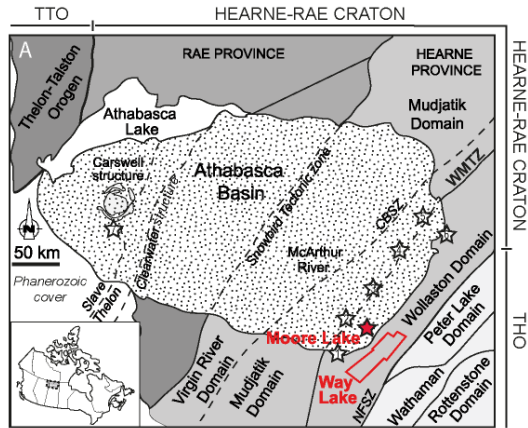 TTO
HEARNE-RAE CRATON
A
RAE PROVINCE
HEARNE
PROVINCE
Thelon-Talston
Orogen
Mudjatik
Domain
Athabasca
Lake
HEARNE-RAE CRATON
Carswell
structure
Athabasca
Basin
Clearwater structure
Snowbird Tectonic zone
WMTZ
CBSZ
N
50 km
McArthur
River
Phanerozoic
cover
Slave
Thelon
Wollaston Domain
THO
Peter Lake
Domain
Moore Lake
Virgin River
Domain
Mudjatik
Domain
Way
Lake
NFSZ
Wathaman
Rottenstone
Domain